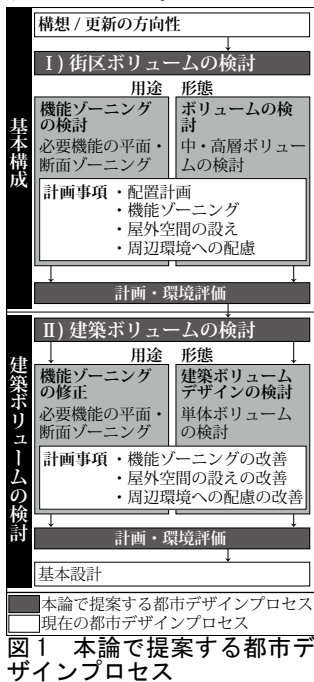 構想 / 更新の方向性
基本構成
Ⅰ) 街区ボリュームの検討
用途 形態
機能ゾーニング
の検討
必要機能の平面・
断面ゾーニング
ボリュームの検
討
中・高層ボリュー
ムの検討
計画事項 ・配置計画
・機能ゾーニング
・屋外空間の設え
・周辺環境への配慮
計画・環境評価
建築ボリュームの検討
Ⅱ) 建築ボリュームの検討
用途 形態
機能ゾーニング
の修正
必要機能の平面・
断面ゾーニング
建築ボリューム
デザインの検討
単体ボリューム
の検討
計画事項 ・機能ゾーニングの改善
・屋外空間の設えの改善
・周辺環境への配慮の改善
計画・環境評価
基本設計
本論で提案する都市デザインプロセス
現在の都市デザインプロセス
図1 本論で提案する都市デ
ザインプロセス